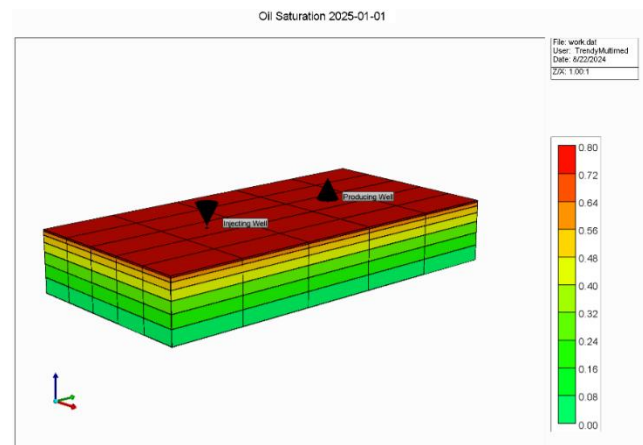 Oil Saturation 2025-01-01
File: work.dat
User: TrendyMultimed
Date: 8/22/2024
Z/X: 1.00:1
Injecting Well
Producing Well
0.80
0.72
0.64
0.56
0.48
0.40
0.32
0.24
0.16
0.08
0.00